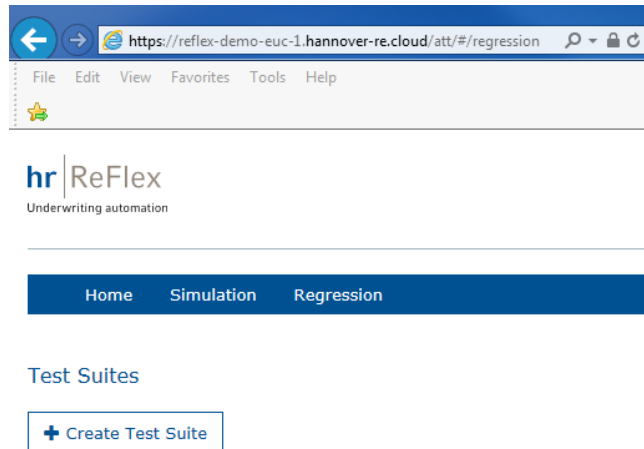 https://reflex-demo-euc-1.hannover-re.cloud/att/#/regression
File Edit View Favorites Tools Help
hr ReFlex
Underwriting automation
Home Simulation Regression
Test Suites
+ Create Test Suite